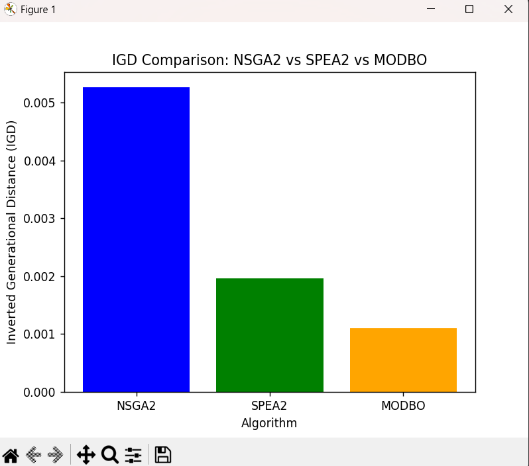 Figure 1
IGD Comparison: NSGA2 vs SPEA2 vs MODBO
Inverted Generational Distance (IGD)
0.005
0.004
0.003
0.002
0.001
0.000
NSGA2 SPEA2 MODBO
Algorithm